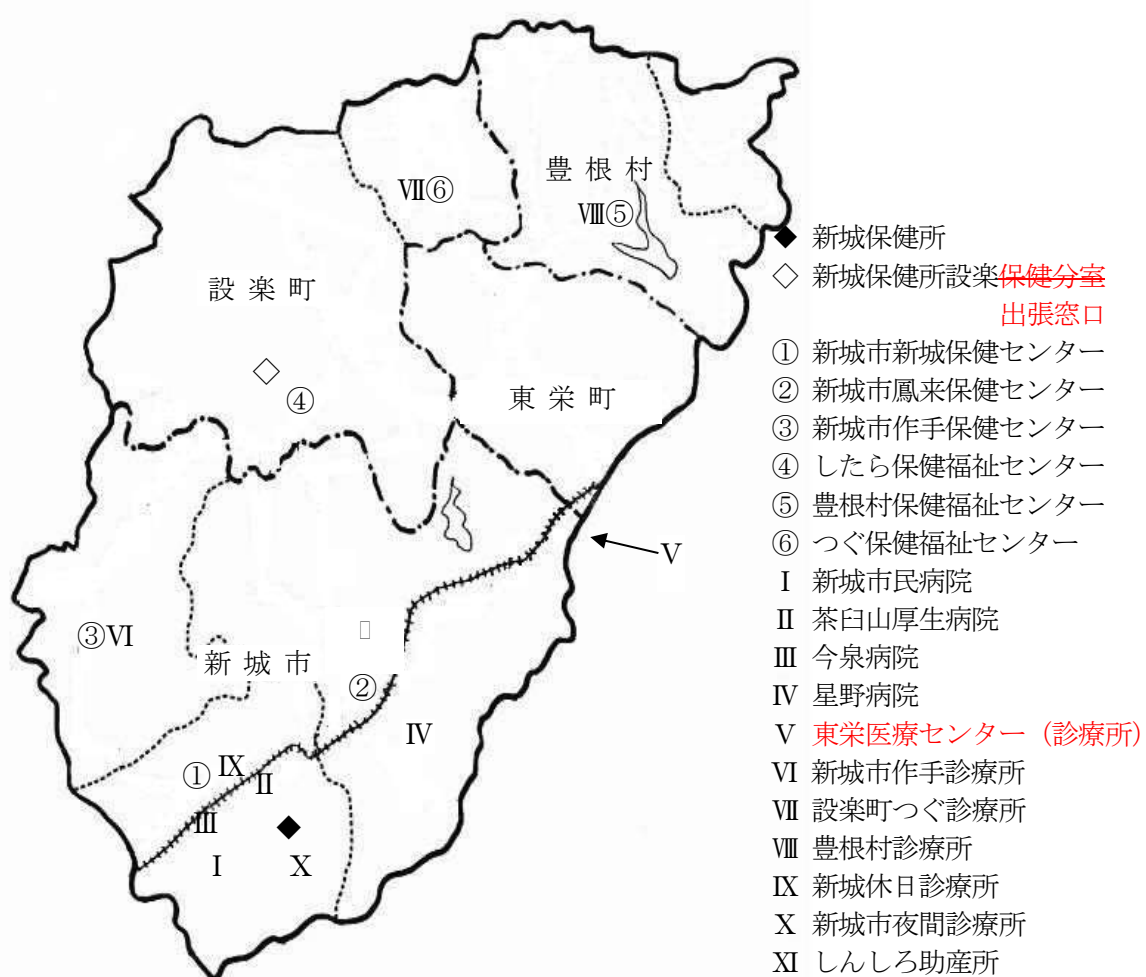 豊根村
Ⅶ⑥
Ⅷ⑤
設楽町
◇
④
東栄町
Ⅴ
③Ⅵ
新城市
②
Ⅳ
①
Ⅸ
Ⅱ
Ⅲ
◆
Ⅰ
Ⅹ
◆ 新城保健所
◇ 新城保健所設楽保健分室
出張窓口
① 新城市新城保健センター
② 新城市鳳来保健センター
③ 新城市作手保健センター
④ したら保健福祉センター
⑤ 豊根村保健福祉センター
⑥ つぐ保健福祉センター
Ⅰ 新城市民病院
Ⅱ 茶臼山厚生病院
Ⅲ 今泉病院
Ⅳ 星野病院
Ⅴ 東栄医療センター（診療所）
Ⅵ 新城市作手診療所
Ⅶ 設楽町つぐ診療所
Ⅷ 豊根村診療所
Ⅸ 新城休日診療所
Ⅹ 新城市夜間診療所
Ⅺ しんしろ助産所